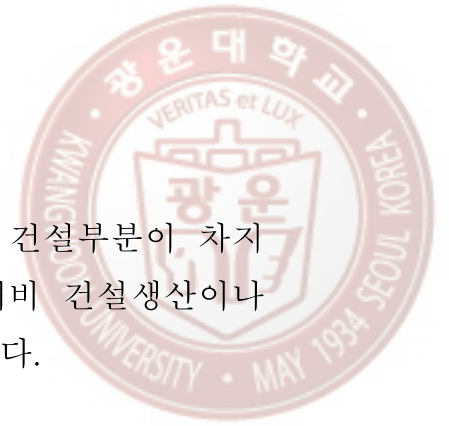 광운대학교
VERITAS et LUX
광운
KWANGWOON UNIVERSITY • MAY 1934 SEOUL KOREA
건설부분이 차지
비 건설생산이나
다.